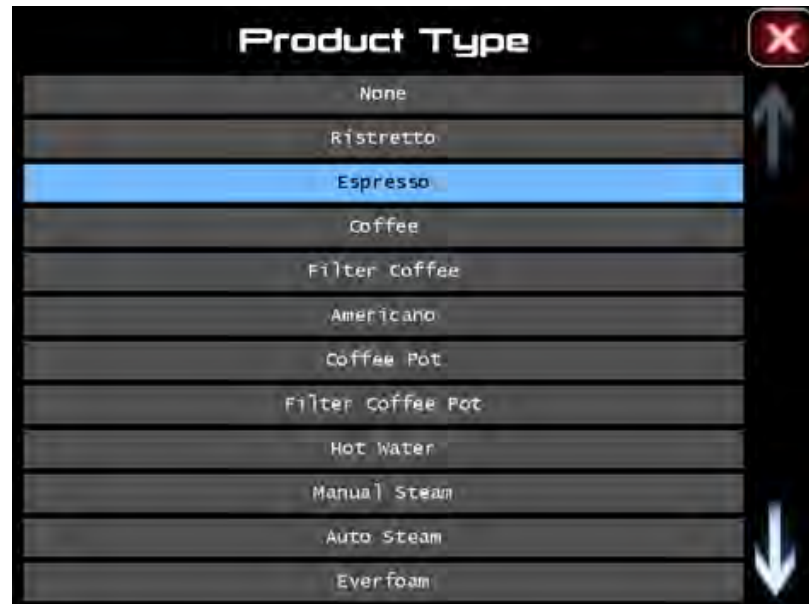 Product Type
X
None
Ristretto
Espresso
Coffee
Filter Coffee
Americano
Coffee Pot
Filter Coffee Pot
Hot Water
Manual Steam
Auto Steam
Everfoam